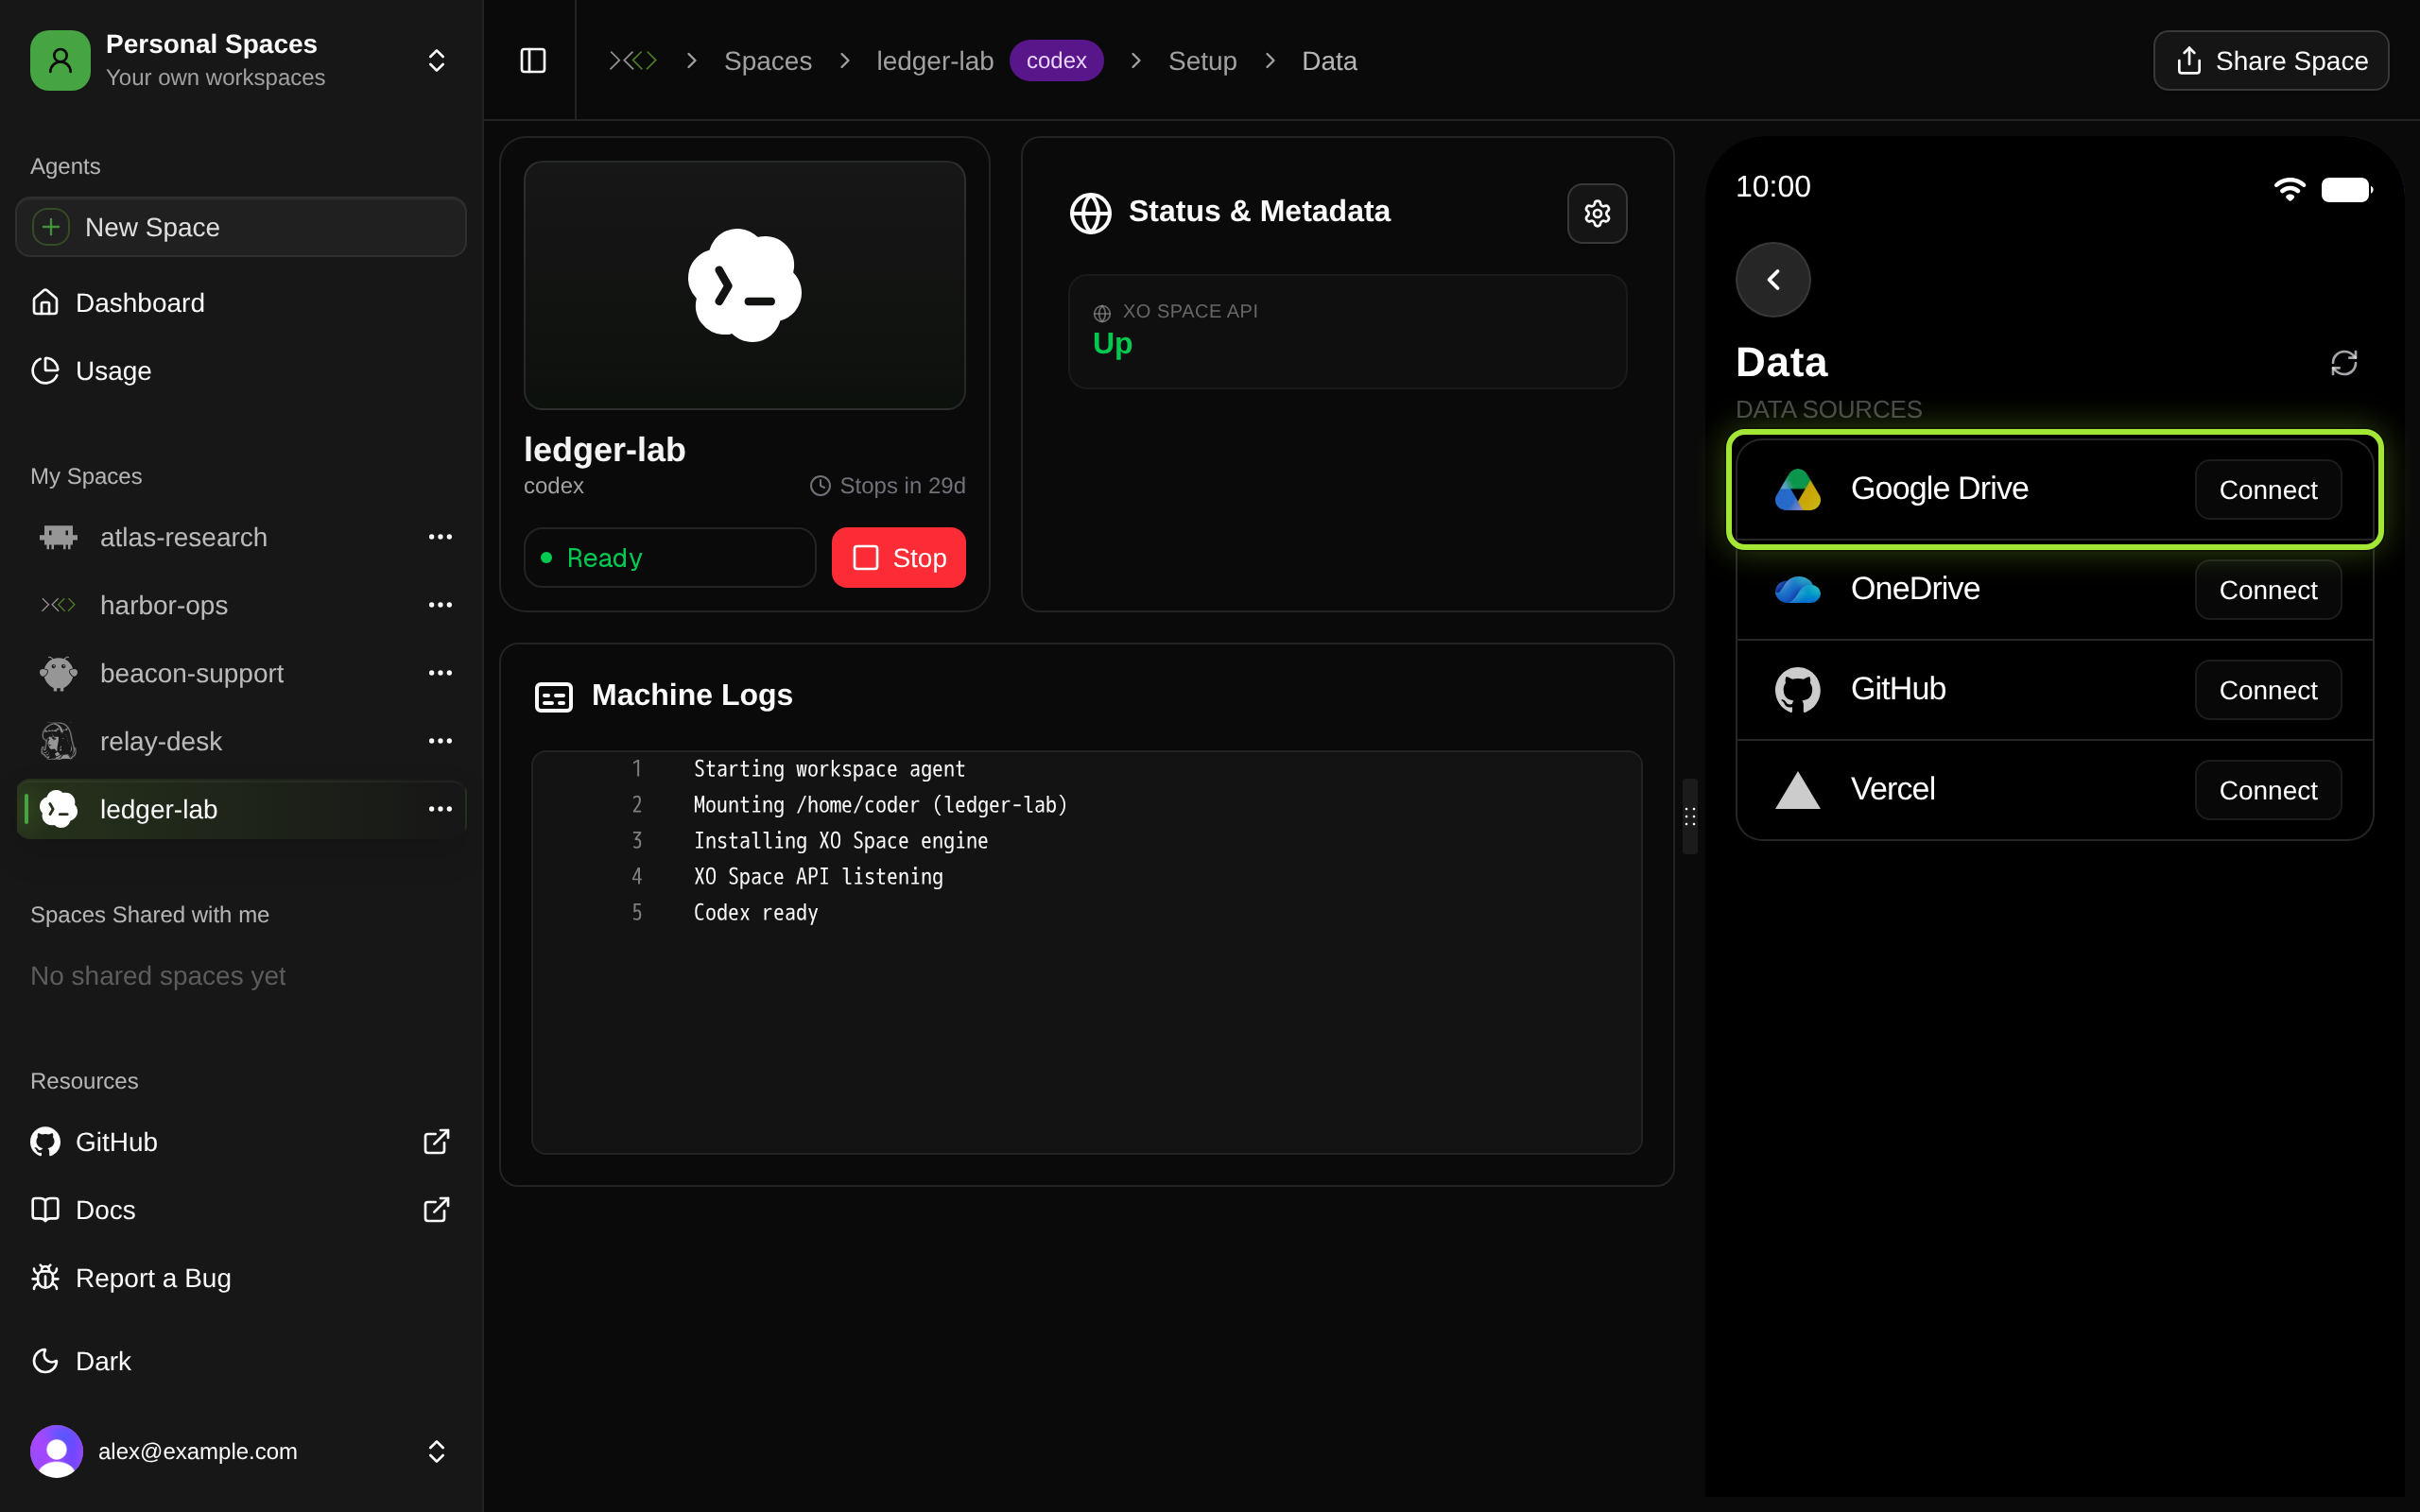 Personal Spaces
Your own workspaces
Agents
New Space
Dashboard
Usage
My Spaces
atlas-research
harbor-ops
beacon-support
relay-desk
ledger-lab
Spaces Shared with me
No shared spaces yet
Resources
GitHub
Docs
Report a Bug
Dark
alex@example.com
Spaces
ledger-lab codex
Setup
Data
Share Space
ledger-lab
codex
Stops in 29d
Ready
Stop
Status & Metadata
XO SPACE API
Up
Machine Logs
1 Starting workspace agent
2 Mounting /home/coder (ledger-lab)
3 Installing XO Space engine
4 XO Space API listening
5 Codex ready
10:00
Data
DATA SOURCES
Google Drive Connect
OneDrive Connect
GitHub Connect
Vercel Connect